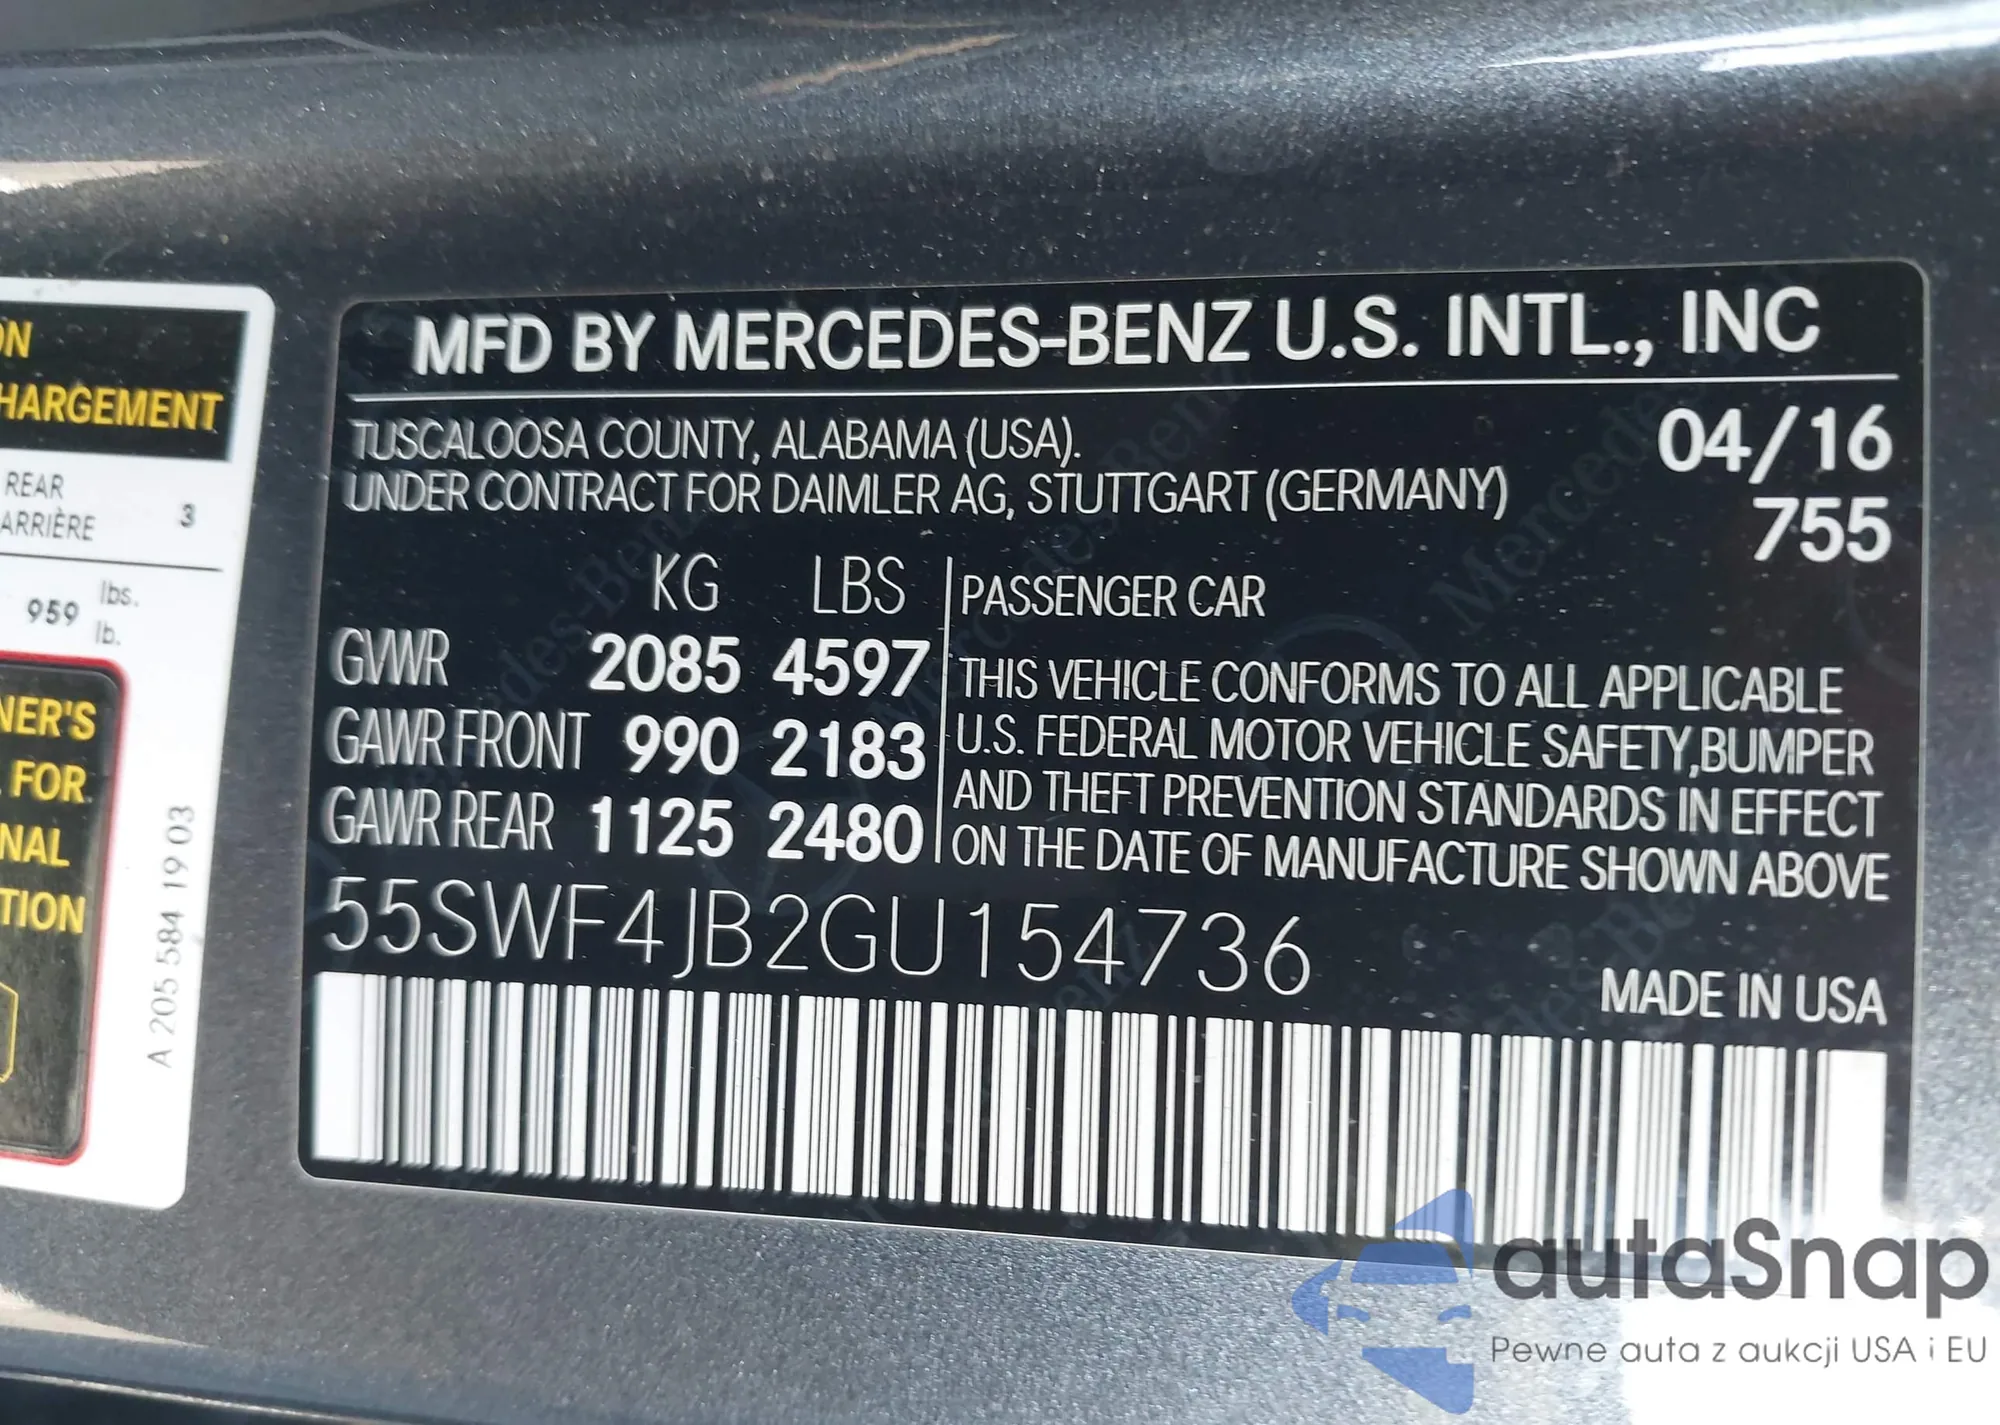 ON
HARGEMENT
REAR
ARRIÈRE
3
959
lbs.
lb.
NER'S
FOR
NAL
TION
A 205 584 19 03
MFD BY MERCEDES-BENZ U.S. INTL., INC
TUSCALOOSA COUNTY, ALABAMA (USA).
04/16
UNDER CONTRACT FOR DAIMLER AG, STUTTGART (GERMANY)
755
KG LBS
GVWR 2085 4597
GAWR FRONT 990 2183
GAWR REAR 1125 2480
PASSENGER CAR
THIS VEHICLE CONFORMS TO ALL APPLICABLE
U.S. FEDERAL MOTOR VEHICLE SAFETY,BUMPER
AND THEFT PREVENTION STANDARDS IN EFFECT
ON THE DATE OF MANUFACTURE SHOWN ABOVE
55SWF4JB2GU154736
MADE IN USA
autaSnap
Pewne auta z aukcji USA i EU